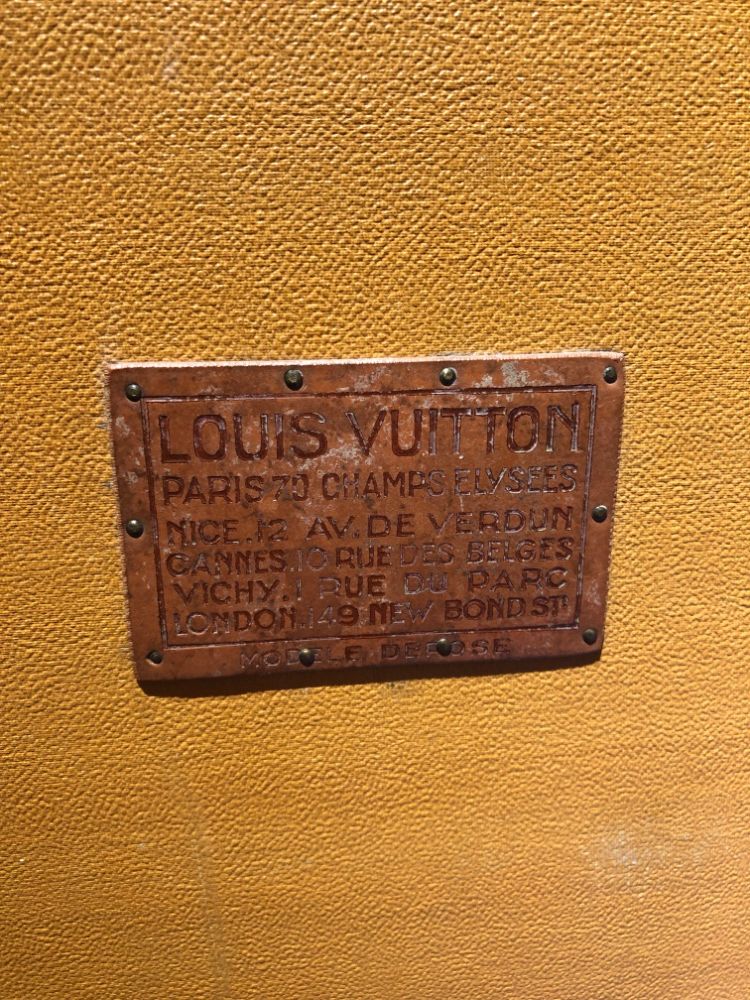 LOUIS VUITTON
PARIS 70 CHAMPS ELYSEES
NICE.12 AV. DE VERDUN
CANNES.10 RUE DES BELGES
VICHY.1 RUE DU PARC
LONDON.149.NEW BOND ST.
MODELE DEPOSE